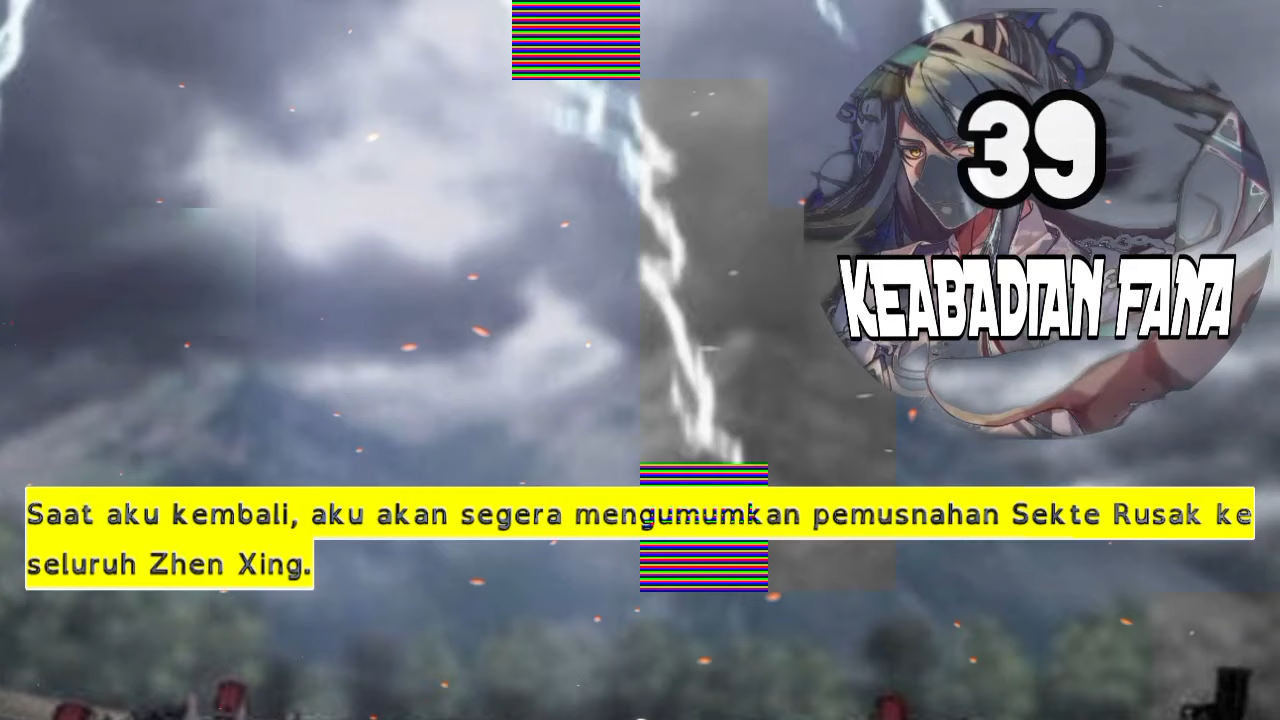 39
KEABADIAN FANA
Saat aku kembali, aku akan segera mengumumkan pemusnahan Sekte Rusak ke
seluruh Zhen Xing.